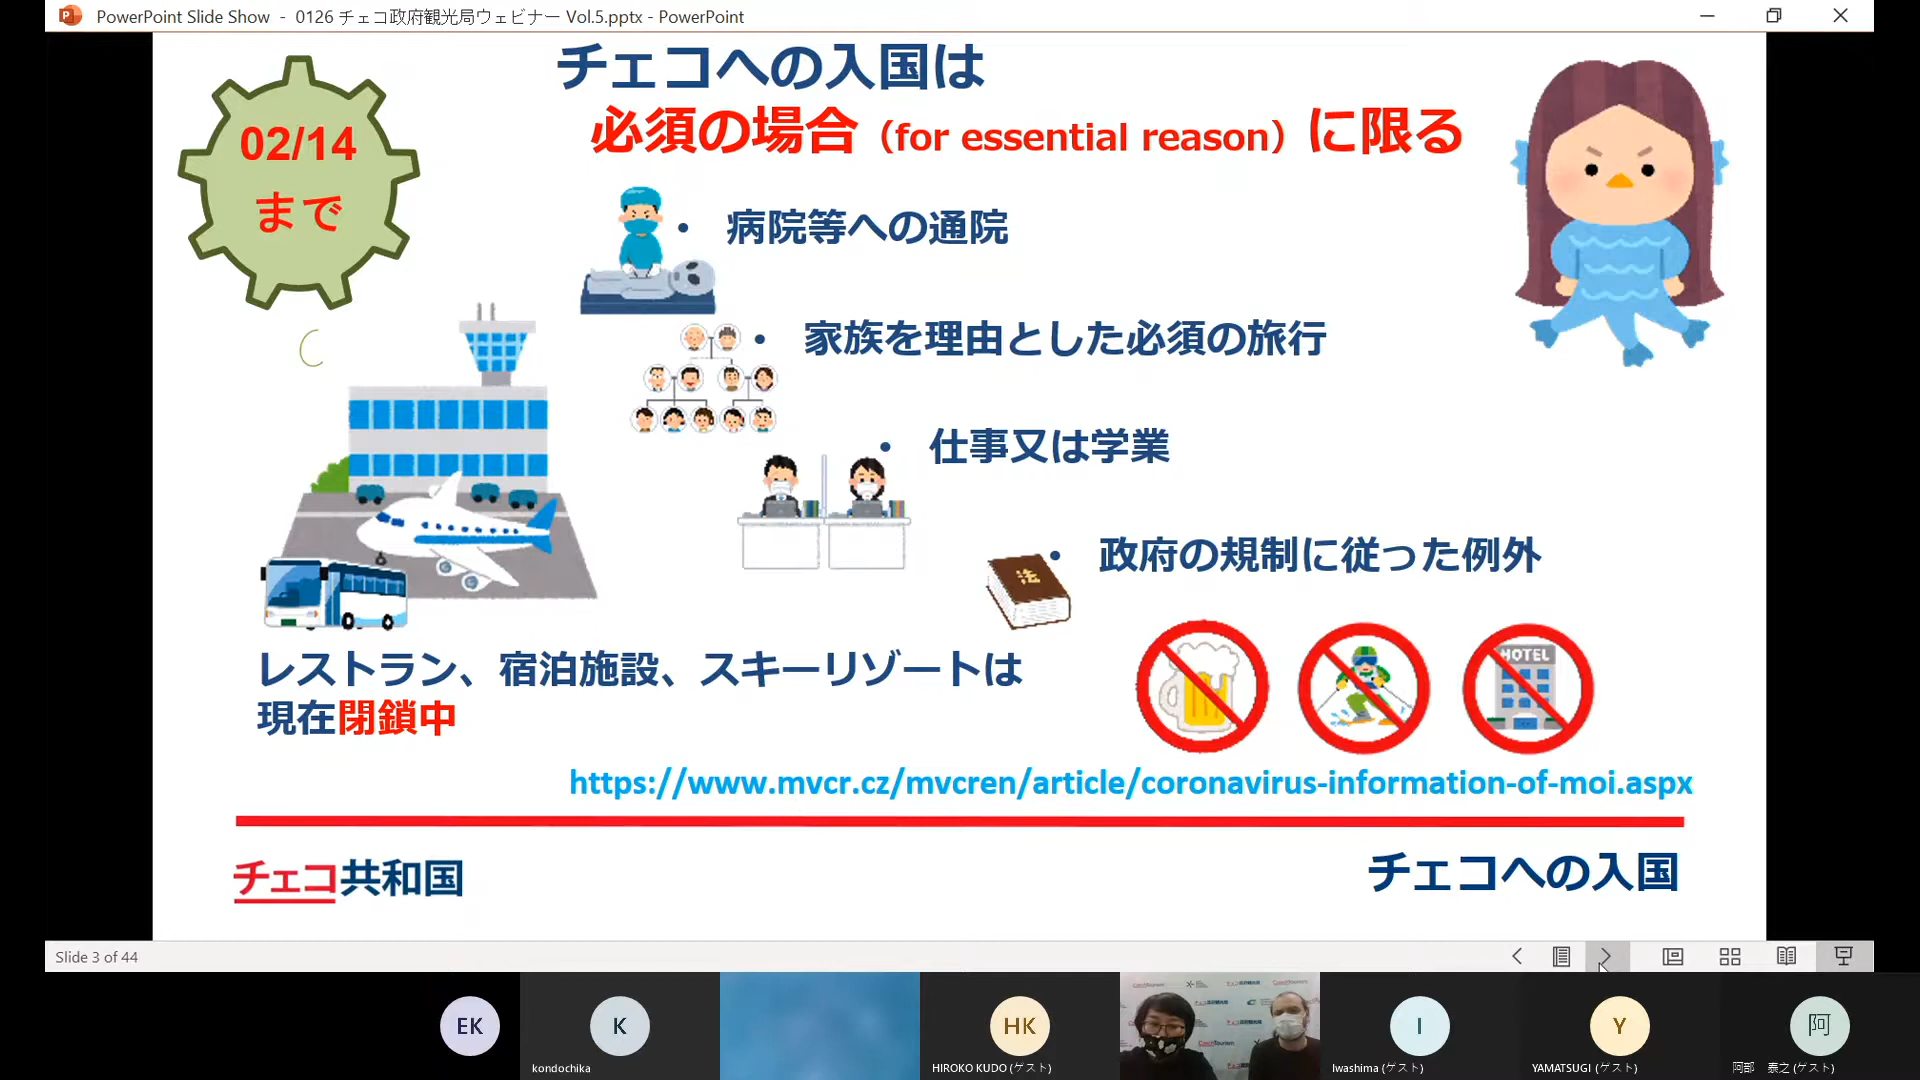 PowerPoint Slide Show - 0126 チェコ政府観光局ウェビナー Vol.5.pptx - PowerPoint
チェコへの入国は
必須の場合（for essential reason）に限る
02/14
まで
• 病院等への通院
• 家族を理由とした必須の旅行
• 仕事又は学業
• 政府の規制に従った例外
法
HOTEL
レストラン、宿泊施設、スキーリゾートは
現在閉鎖中
https://www.mvcr.cz/mvcren/article/coronavirus-information-of-moi.aspx
チェコ共和国
チェコへの入国
Slide 3 of 44
EK
K
HK
I
Y
阿
kondochika
HIROKO KUDO (ゲスト)
Iwashima (ゲスト)
YAMATSUGI (ゲスト)
阿部 泰之 (ゲスト)